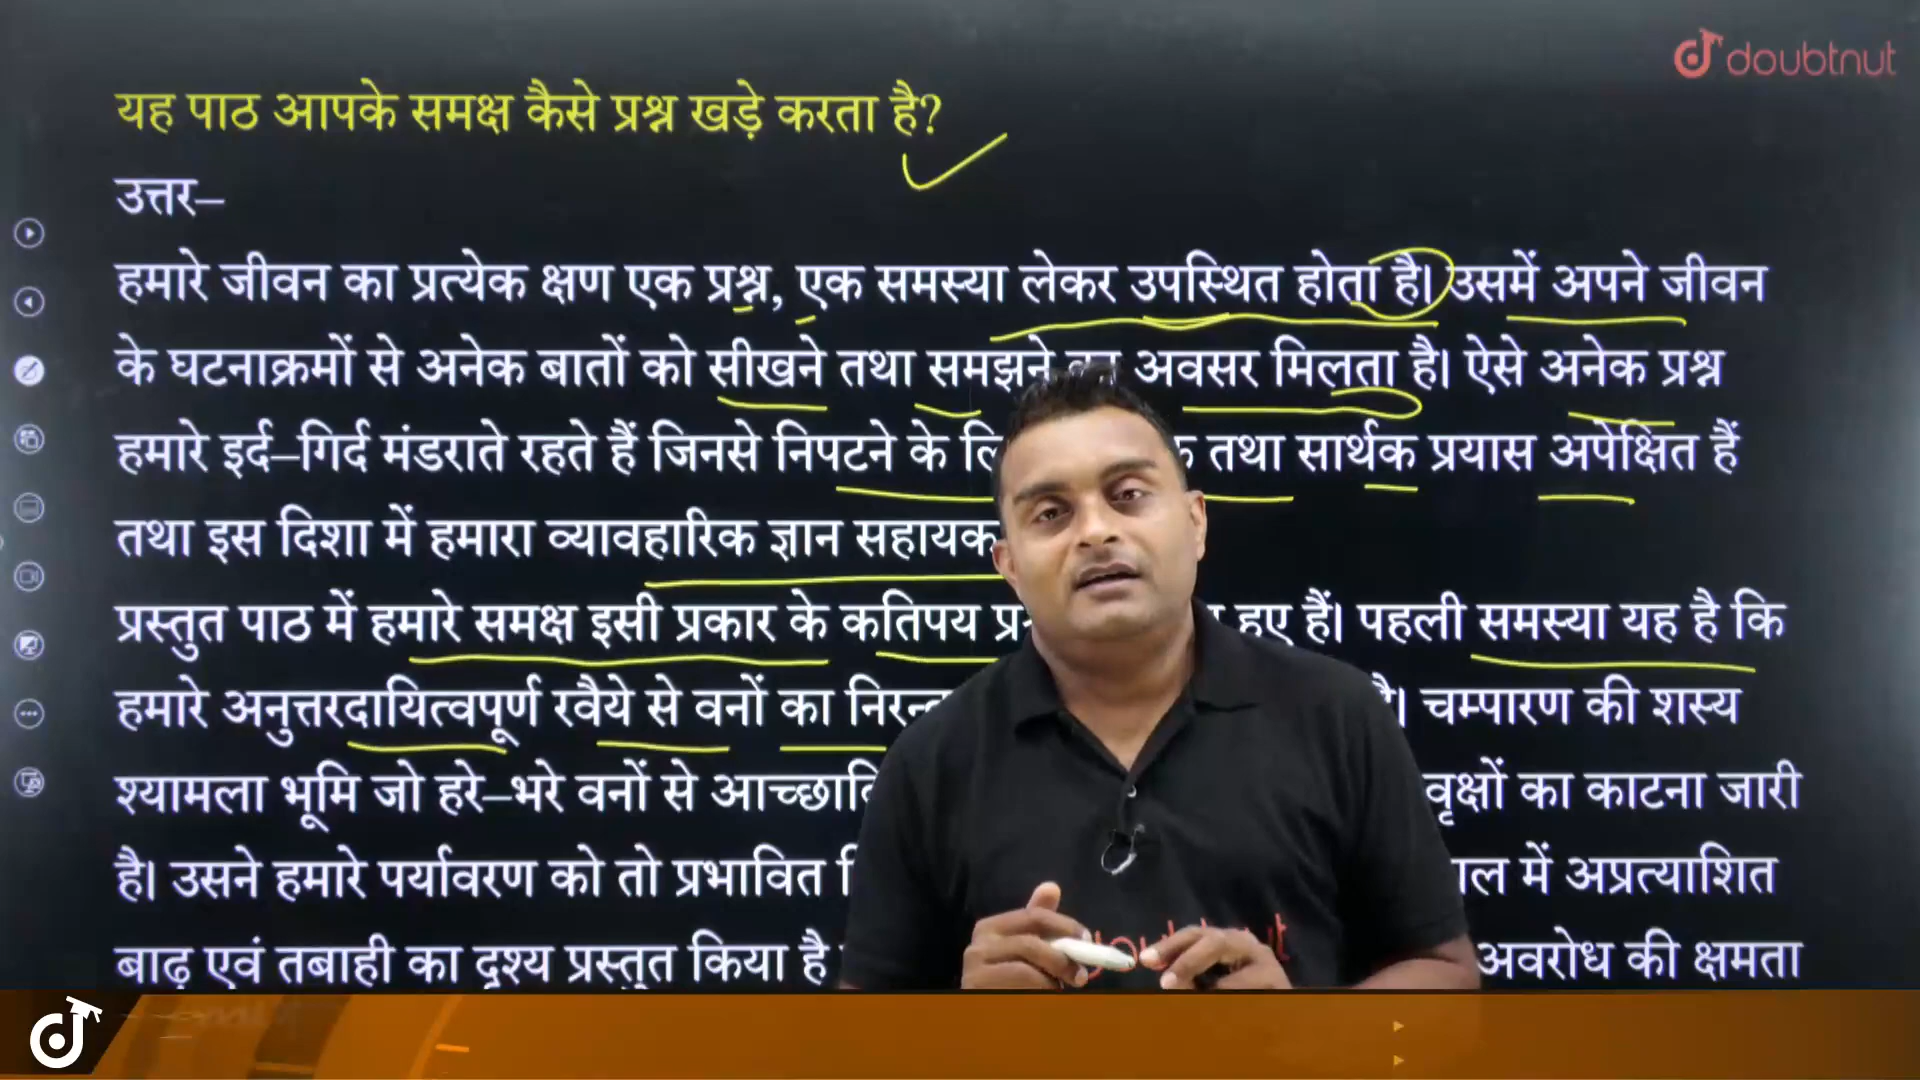 doubtnut
यह पाठ आपके समक्ष कैसे प्रश्न खड़े करता है?
उत्तर–
हमारे जीवन का प्रत्येक क्षण एक प्रश्न, एक समस्या लेकर उपस्थित होता है। उसमें अपने जीवन
के घटनाक्रमों से अनेक बातों को सीखने तथा समझने का अवसर मिलता है। ऐसे अनेक प्रश्न
हमारे इर्द–गिर्द मंडराते रहते हैं जिनसे निपटने के तथा सार्थक प्रयास अपेक्षित हैं
तथा इस दिशा में हमारा व्यावहारिक ज्ञान सहायक
प्रस्तुत पाठ में हमारे समक्ष इसी प्रकार के कतिपय हुए हैं। पहली समस्या यह है कि
हमारे अनुत्तरदायित्वपूर्ण रवैये से वनों का चम्पारण की शस्य
श्यामला भूमि जो हरे–भरे वनों से वृक्षों का काटना जारी
है। उसने हमारे पर्यावरण को तो प्रभावित में अप्रत्याशित
बाढ़ एवं तबाही का दृश्य प्रस्तुत किया है अवरोध की क्षमता